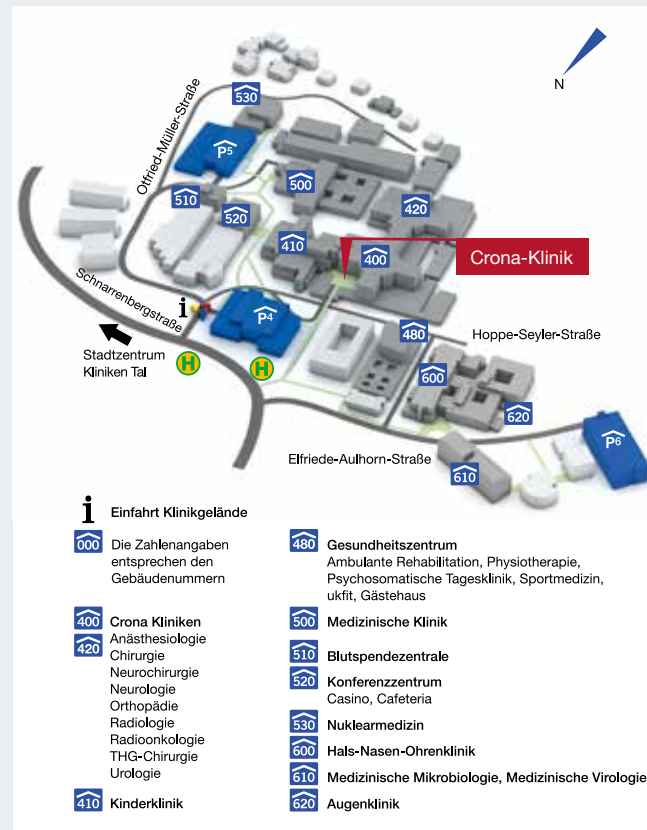 N
530
Otfried-Müller-Straße
P5
500
510
420
520
410
400
Crona-Klinik
i
Schnarrenbergstraße
P4
480
Hoppe-Seyler-Straße
Stadtzentrum
Kliniken Tal
H
H
600
620
P6
Elfriede-Aulhorn-Straße
610
i Einfahrt Klinikgelände
000 Die Zahlenangaben
entsprechen den
Gebäudenummern
480 Gesundheitszentrum
Ambulante Rehabilitation, Physiotherapie,
Psychosomatische Tagesklinik, Sportmedizin,
ukfit, Gästehaus
400 Crona Kliniken
420 Anästhesiologie
Chirurgie
Neurochirurgie
Neurologie
Orthopädie
Radiologie
Radioonkologie
THG-Chirurgie
Urologie
410 Kinderklinik
500 Medizinische Klinik
510 Blutspendezentrale
520 Konferenzzentrum
Casino, Cafeteria
530 Nuklearmedizin
600 Hals-Nasen-Ohrenklinik
610 Medizinische Mikrobiologie, Medizinische Virologie
620 Augenklinik